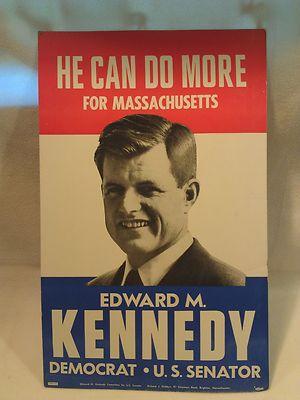 HE CAN DO MORE
FOR MASSACHUSETTS
EDWARD M.
KENNEDY
DEMOCRAT • U. S. SENATOR